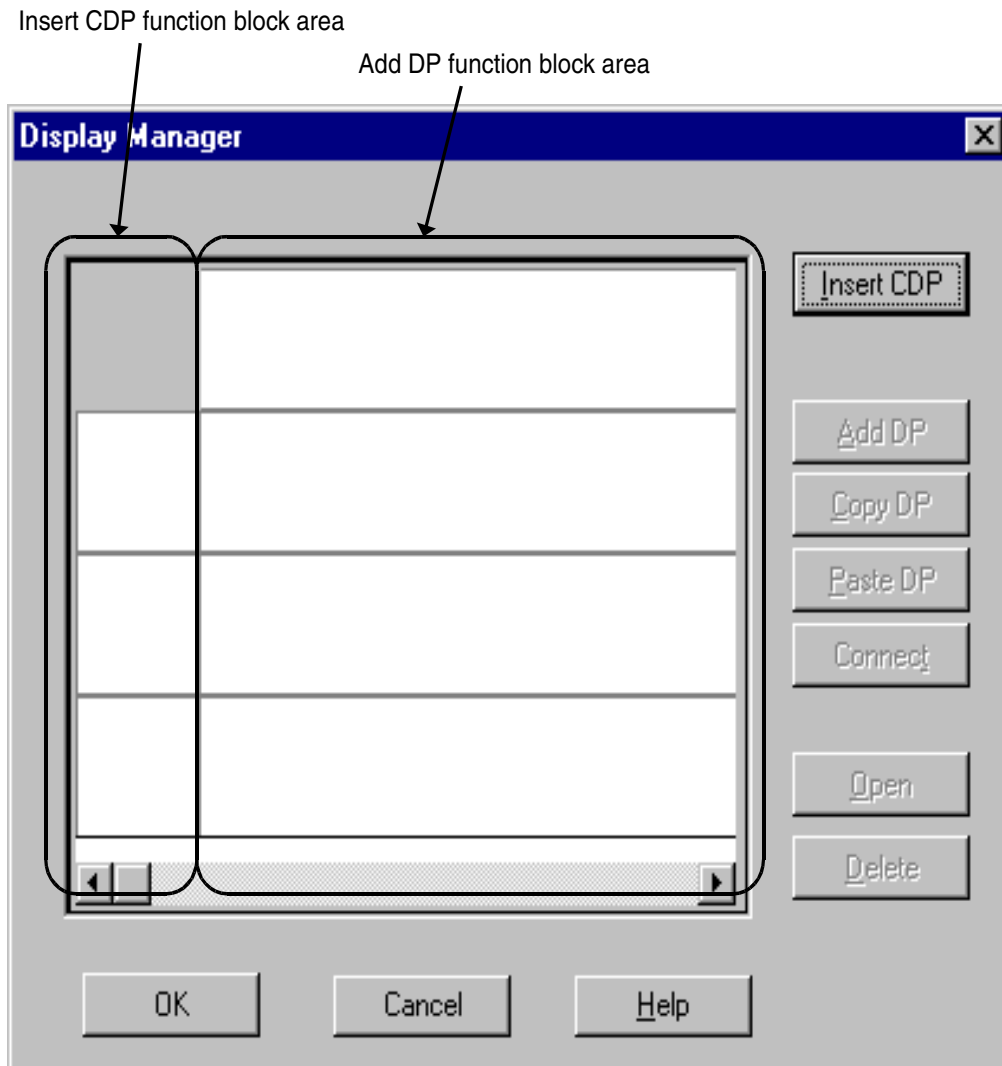 Insert CDP function block area
Add DP function block area
Display Manager
Insert CDP
Add DP
Copy DP
Paste DP
Connect
Open
Delete
OK
Cancel
Help